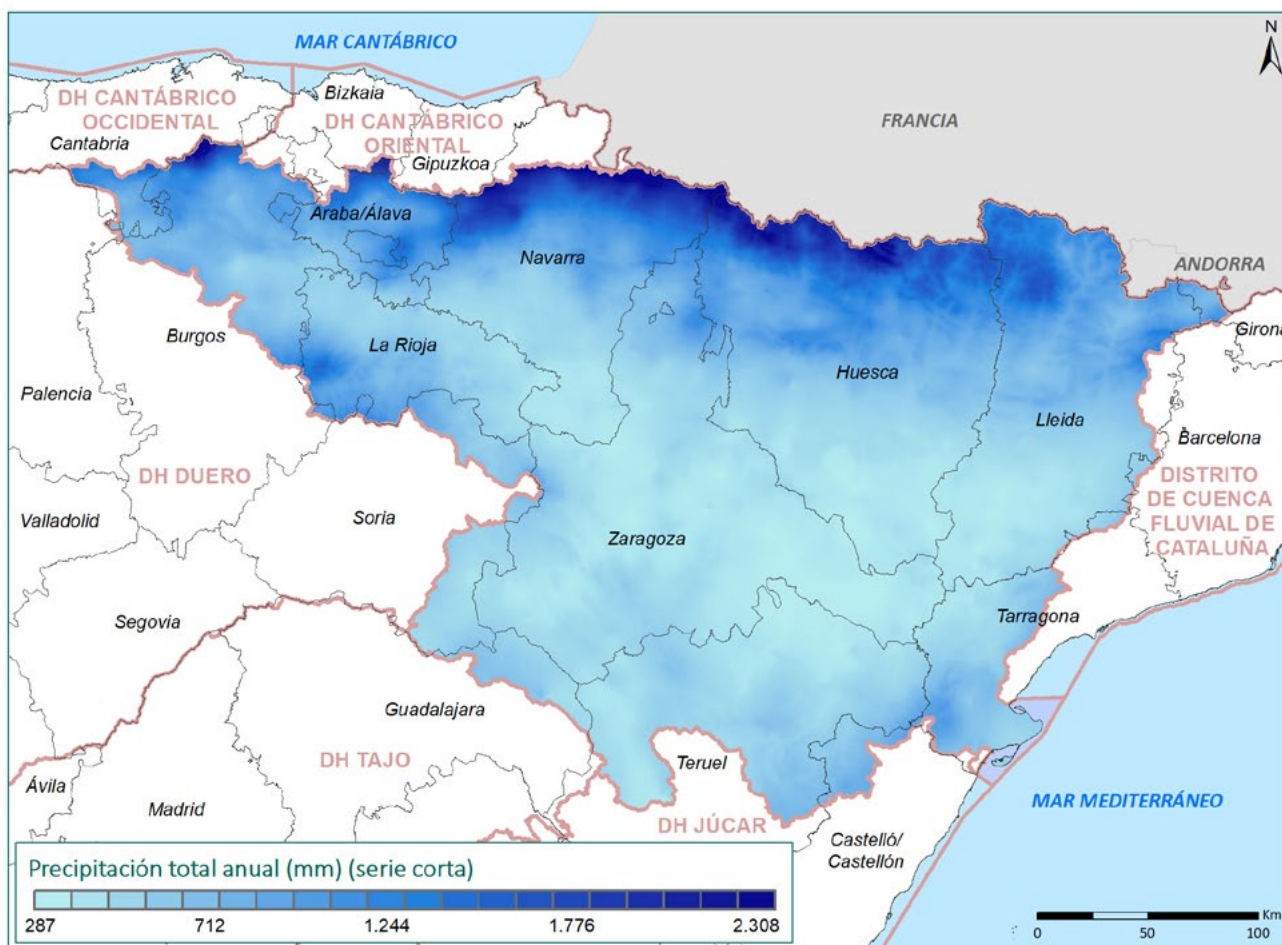 MAR CANTÁBRICO
N
Bizkaia
DH CANTÁBRICO
OCCIDENTAL
DH CANTÁBRICO
ORIENTAL
FRANCIA
Cantabria
Gipuzkoa
Araba/Álava
Navarra
ANDORRA
Girona
Burgos
La Rioja
Huesca
Palencia
Lleida
Barcelona
DH DUERO
DISTRITO
DE CUENCA
FLUVIAL DE
CATALUÑA
Valladolid
Soria
Zaragoza
Segovia
Tarragona
Guadalajara
DH TAJO
Teruel
Ávila
Madrid
MAR MEDITERRÁNEO
DH JÚCAR
Castelló/
Castellón
Precipitación total anual (mm) (serie corta)
287 712 1.244 1.776 2.308
Km
0 50 100